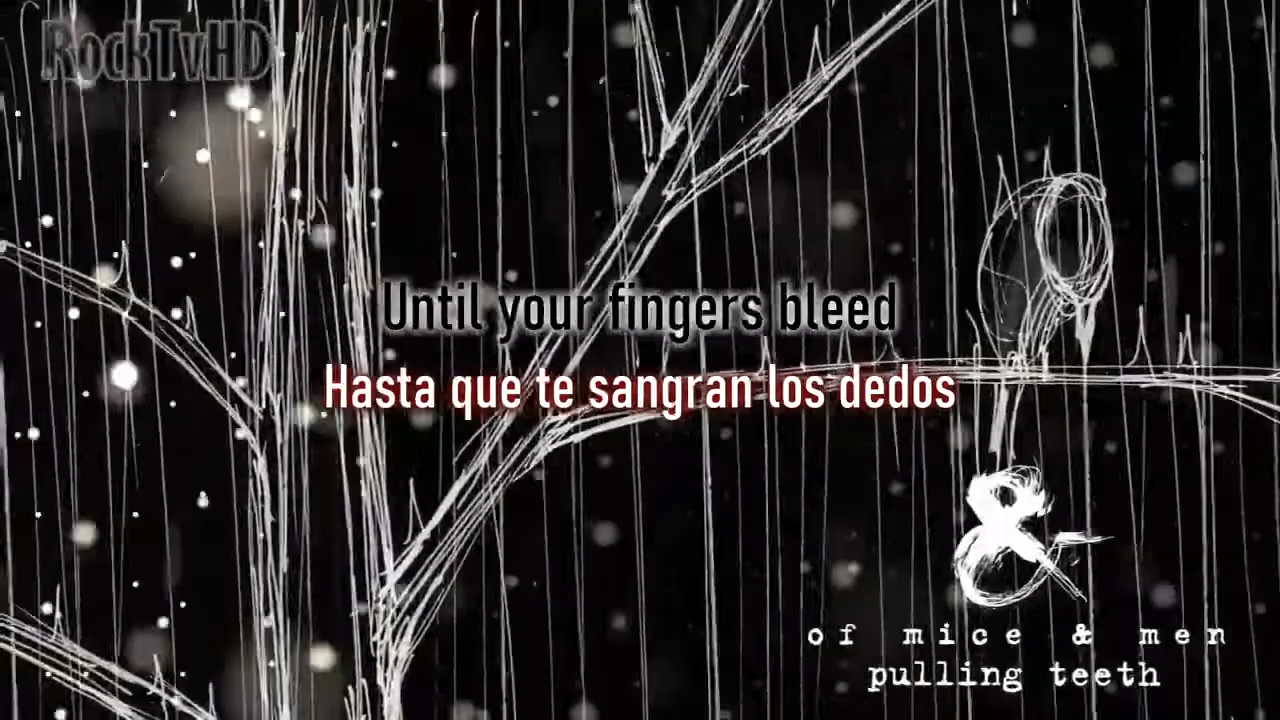 RockTvHD
Until your fingers bleed
Hasta que te sangran los dedos
&
of mice & men
pulling teeth